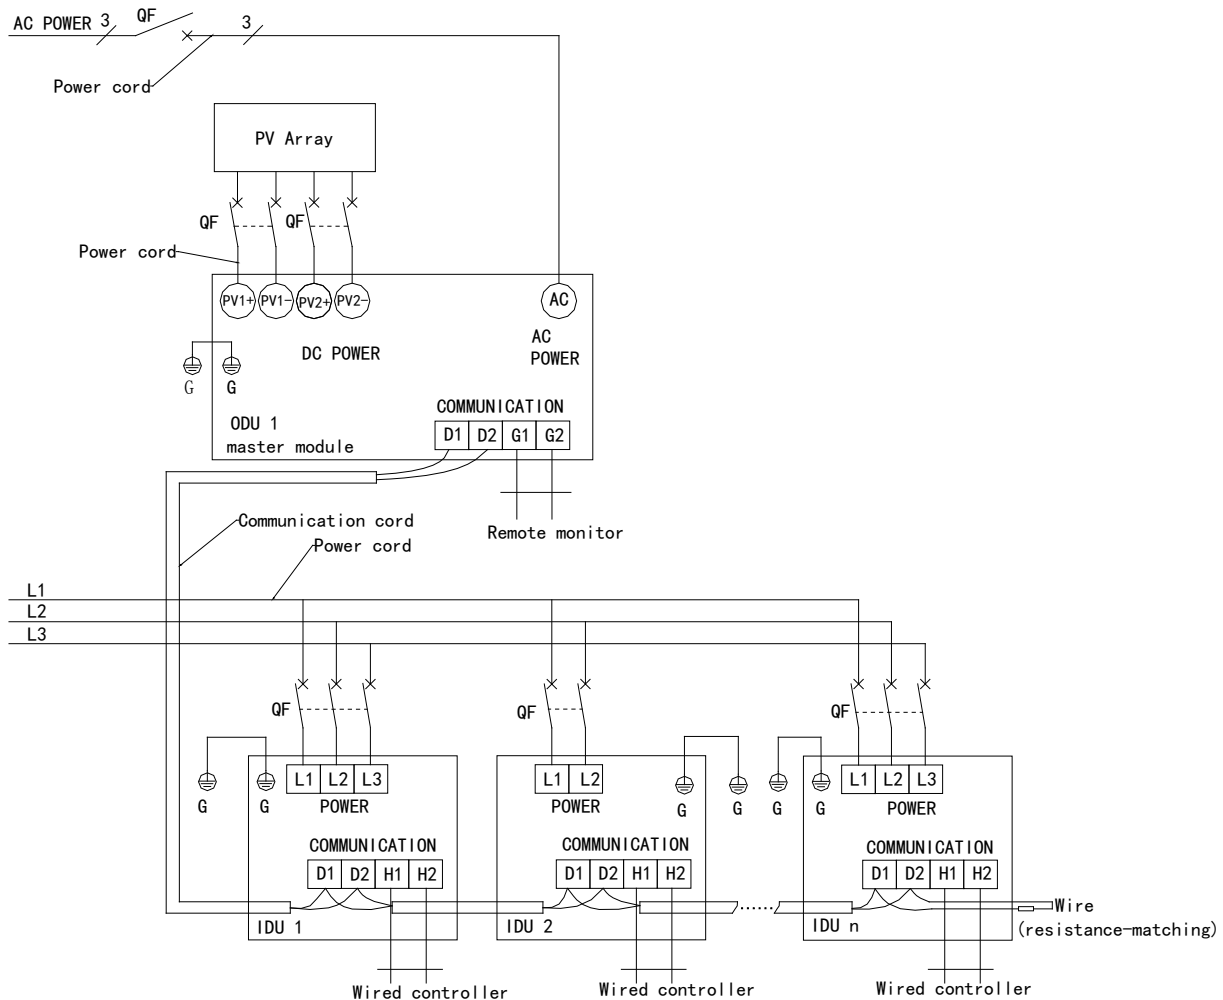 AC POWER 3 QF 3
Power cord
PV Array
QF QF
Power cord
PV1+ PV1- PV2+ PV2- AC
DC POWER
AC
POWER
G G
COMMUNICATION
ODU 1
master module
D1 D2 G1 G2
Communication cord
Remote monitor
Power cord
L1
L2
L3
QF QF QF
L1 L2 L3 L1 L2 L1 L2 L3
G G POWER POWER G G G G POWER
COMMUNICATION COMMUNICATION COMMUNICATION
D1 D2 H1 H2 D1 D2 H1 H2 D1 D2 H1 H2
Wire
(resistance-matching)
IDU 1 IDU 2 IDU n
Wired controller Wired controller Wired controller